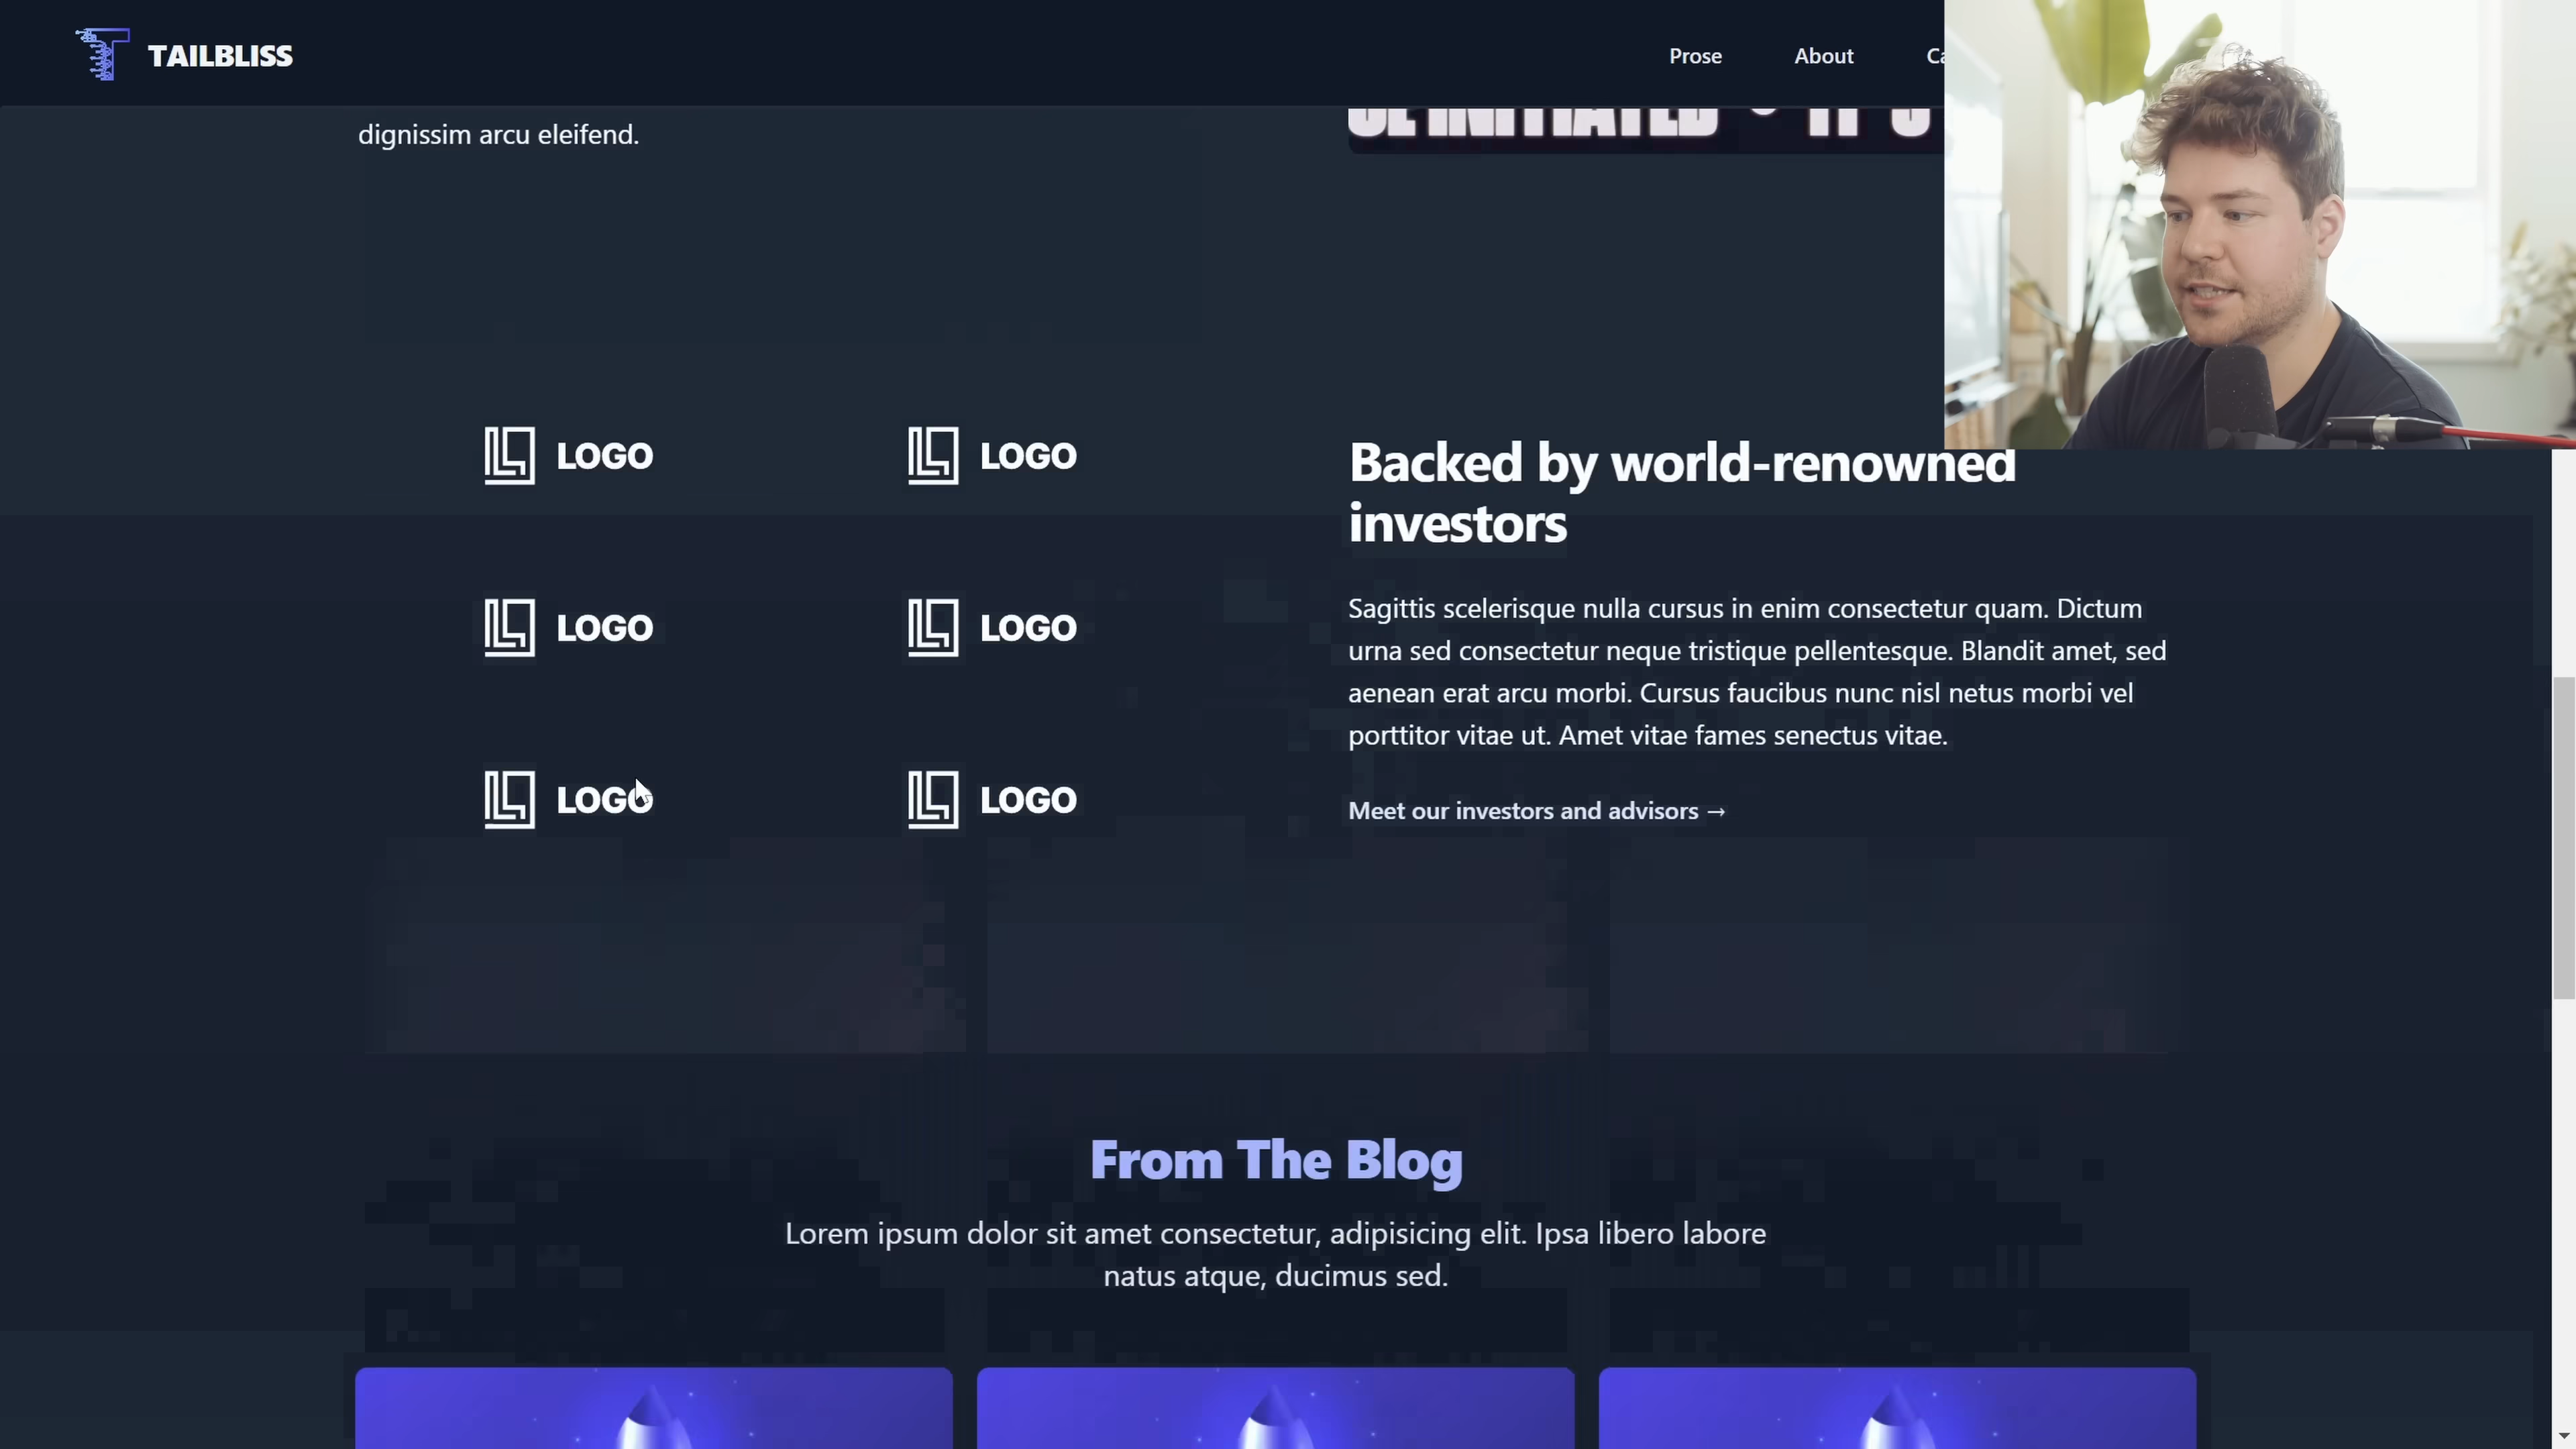 TAILBLISS
Prose
About
dignissim arcu eleifend.
LOGO
LOGO
LOGO
LOGO
LOGO
LOGO
Backed by world-renowned
investors
Sagittis scelerisque nulla cursus in enim consectetur quam. Dictum
urna sed consectetur neque tristique pellentesque. Blandit amet, sed
aenean erat arcu morbi. Cursus faucibus nunc nisl netus morbi vel
porttitor vitae ut. Amet vitae fames senectus vitae.
Meet our investors and advisors →
From The Blog
Lorem ipsum dolor sit amet consectetur, adipisicing elit. Ipsa libero labore
natus atque, ducimus sed.